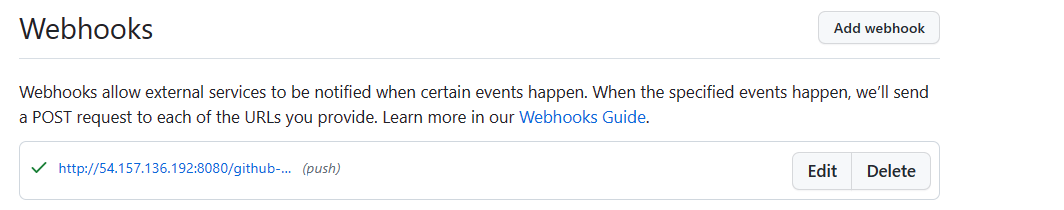 Webhooks
Add webhook
Webhooks allow external services to be notified when certain events happen. When the specified events happen, we’ll send
a POST request to each of the URLs you provide. Learn more in our Webhooks Guide.
http://54.157.136.192:8080/github-... (push)
Edit
Delete